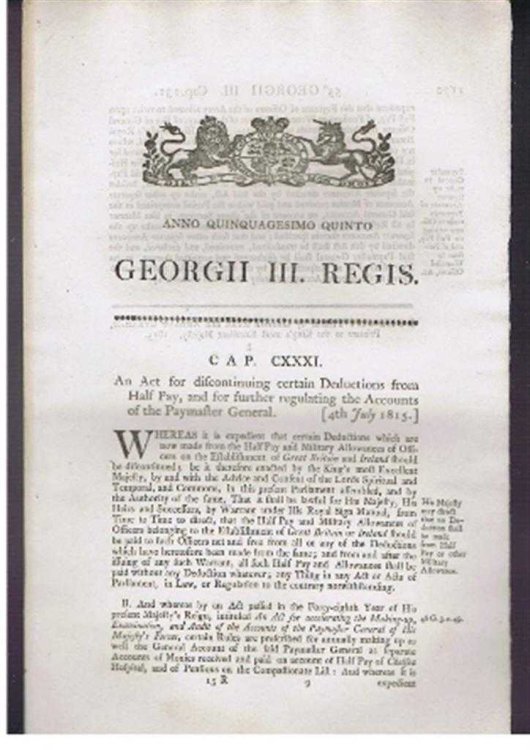 ANNO QUINQUAGESIMO QUINTO
GEORGII III. REGIS.
CAP. CXXXI.
An Act for discontinuing certain Deductions from
Half Pay, and for further regulating the Accounts
of the Paymaster General. [4th July 1815.]
WHEREAS it is expedient that certain Deductions which are
now made from the Half Pay and Military Allowances of Offi-
cers on the Establishment of Great Britain and Ireland should
be discontinued; be it therefore enacted by the King's most Excellent
Majesty, by and with the Advice and Consent of the Lords Spiritual and
Temporal, and Commons, in this present Parliament assembled, and by
the Authority of the same, That it shall be lawful for His Majesty, His
Heirs and Successors, by Warrant under His Royal Sign Manual, from
Time to Time to direct, that the Half Pay and Military Allowances of
Officers belonging to the Establishment of Great Britain or Ireland should
be paid to such Officers net and free from all or any of the Deductions
which have heretofore been made from the same; and from and after the
issuing of any such Warrant, all such Half Pay and Allowances shall be
paid without any Deduction whatever; any Thing in any Act or Acts of
Parliament, in Law, or Regulation to the contrary notwithstanding.
His Majesty
may direct
that no De-
ductions shall
be made
from Half
Pay or other
Military
Allowances.
II. And whereas by an Act passed in the Forty-eighth Year of His
present Majesty's Reign, intituled An Act for accelerating the Making-up,
Examination, and Audit of the Accounts of the Paymaster General of His
Majesty's Forces, certain Rules are prescribed for annually making up as
well the General Account of the said Paymaster General as separate
Accounts of Monies received and paid on account of Half Pay of Chelsea
Hospital, and of Pensions on the Compassionate List: And whereas it is
48 G. 3. c. 49.
15 R 9 expedient